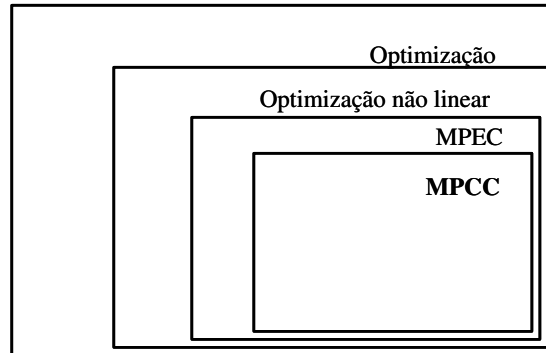 Optimização
Optimização não linear
MPEC
MPCC